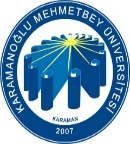 KARAMANOĞLU MEHMETBEY ÜNİVERSİTESİ
KARAMAN
2007